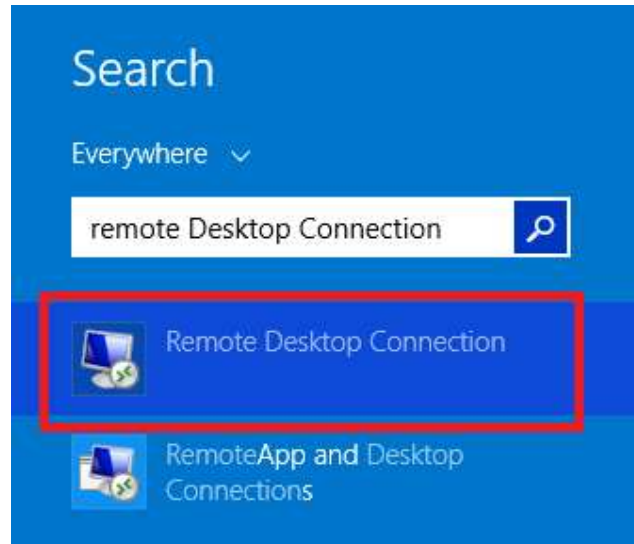 Search
Everywhere
remote Desktop Connection
Remote Desktop Connection
RemoteApp and Desktop
Connections